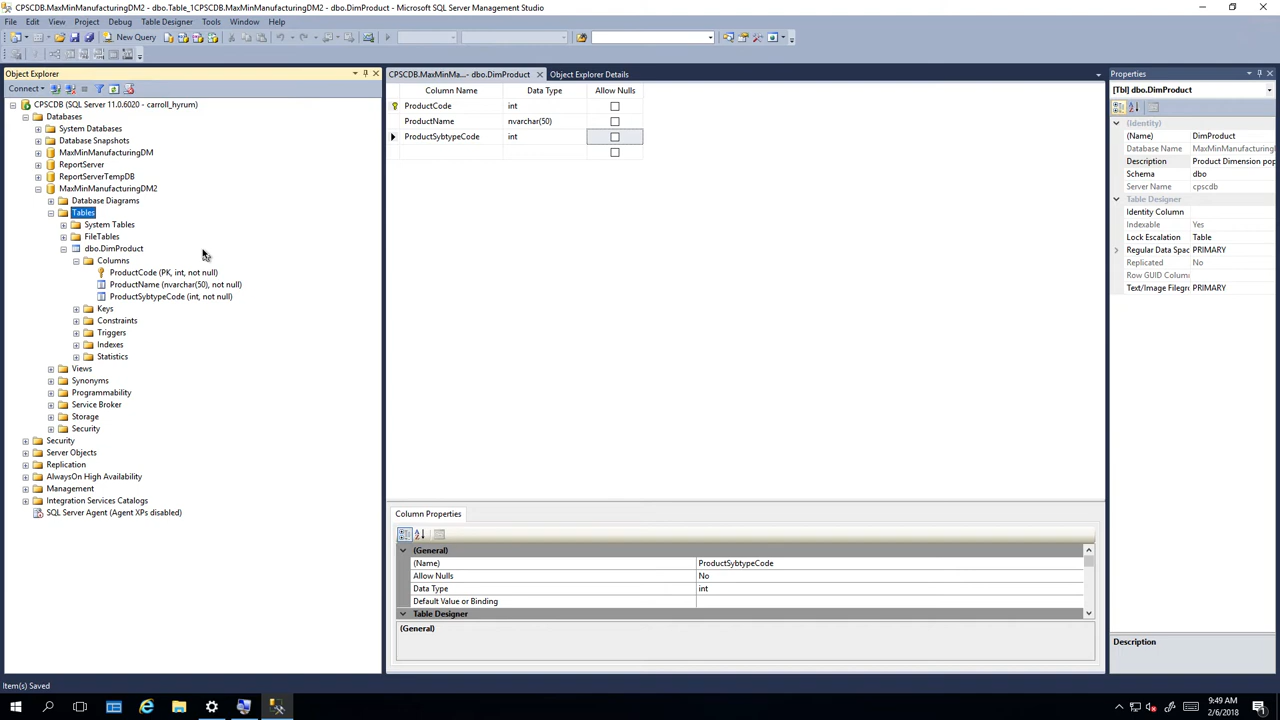 CPSCDB.MaxMinManufacturingDM2 - dbo.Table_1CPSCDB.MaxMinManufacturingDM2 - dbo.DimProduct - Microsoft SQL Server Management Studio
File Edit View Project Debug Table Designer Tools Window Help
New Query
Object Explorer
Connect
CPSCDB (SQL Server 11.0.6020 - carroll_hyrum)
Databases
System Databases
Database Snapshots
MaxMinManufacturingDM
ReportServer
ReportServerTempDB
MaxMinManufacturingDM2
Database Diagrams
Tables
System Tables
FileTables
dbo.DimProduct
Columns
ProductCode (PK, int, not null)
ProductName (nvarchar(50), not null)
ProductSybtypeCode (int, not null)
Keys
Constraints
Triggers
Indexes
Statistics
Views
Synonyms
Programmability
Service Broker
Storage
Security
Security
Server Objects
Replication
AlwaysOn High Availability
Management
Integration Services Catalogs
SQL Server Agent (Agent XPs disabled)
CPSCDB.MaxMinMa...- dbo.DimProduct Object Explorer Details
Column Name Data Type Allow Nulls
ProductCode int
ProductName nvarchar(50)
ProductSybtypeCode int
Column Properties
(General)
(Name) ProductSybtypeCode
Allow Nulls No
Data Type int
Default Value or Binding
Table Designer
(General)
Properties
[Tbl] dbo.DimProduct
(Identity)
(Name) DimProduct
Database Name MaxMinManufacturingD
Description Product Dimension pop
Schema dbo
Server Name cpscdb
Table Designer
Identity Column
Indexable Yes
Lock Escalation Table
Regular Data Spac PRIMARY
Replicated No
Row GUID Column
Text/Image Filegro PRIMARY
Description
Item(s) Saved
9:49 AM
2/6/2018